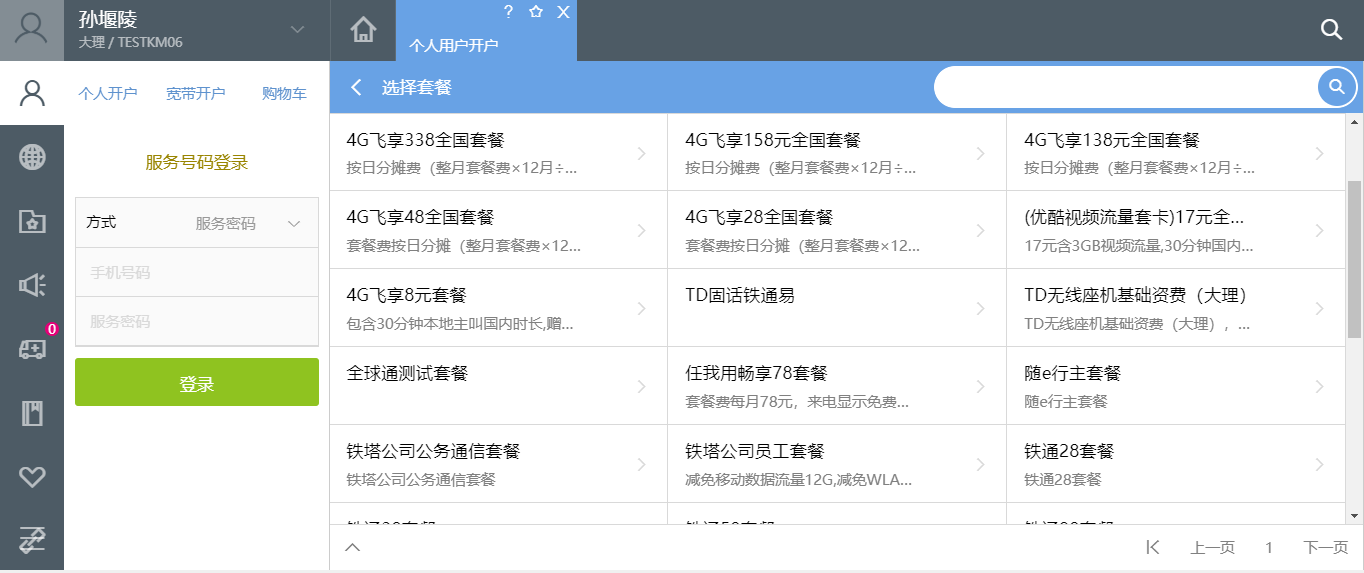 孙堰陵
大理 / TESTKM06
? X
个人用户开户
个人开户 宽带开户 购物车
选择套餐
服务号码登录
方式 服务密码
手机号码
服务密码
0
登录
4G飞享338全国套餐
按日分摊费（整月套餐费×12月÷...
4G飞享158元全国套餐
按日分摊费（整月套餐费×12月÷...
4G飞享138元全国套餐
按日分摊费（整月套餐费×12月÷...
4G飞享48全国套餐
套餐费按日分摊（整月套餐费×12...
4G飞享28全国套餐
套餐费按日分摊（整月套餐费×12...
(优酷视频流量套卡)17元全...
17元含3GB视频流量,30分钟国内...
4G飞享8元套餐
包含30分钟本地主叫国内时长,赠...
TD固话铁通易
TD无线座机基础资费（大理）
TD无线座机基础资费（大理），...
全球通测试套餐
任我用畅享78套餐
套餐费每月78元，来电显示免费...
随e行主套餐
随e行主套餐
铁塔公司公务通信套餐
铁塔公司公务通信套餐
铁塔公司员工套餐
减免移动数据流量12G,减免WLA...
铁通28套餐
铁通28套餐
上一页 1 下一页